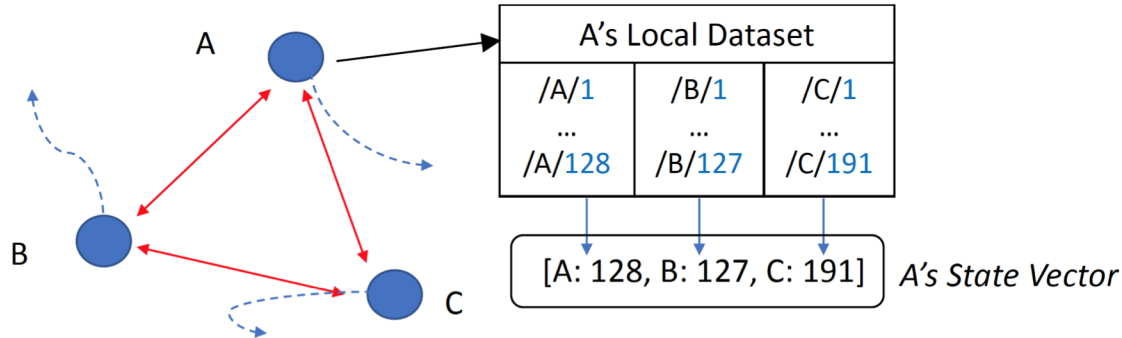 A
B
C
A's Local Dataset
/A/1
...
/A/128
/B/1
...
/B/127
/C/1
...
/C/191
[A: 128, B: 127, C: 191]
A's State Vector